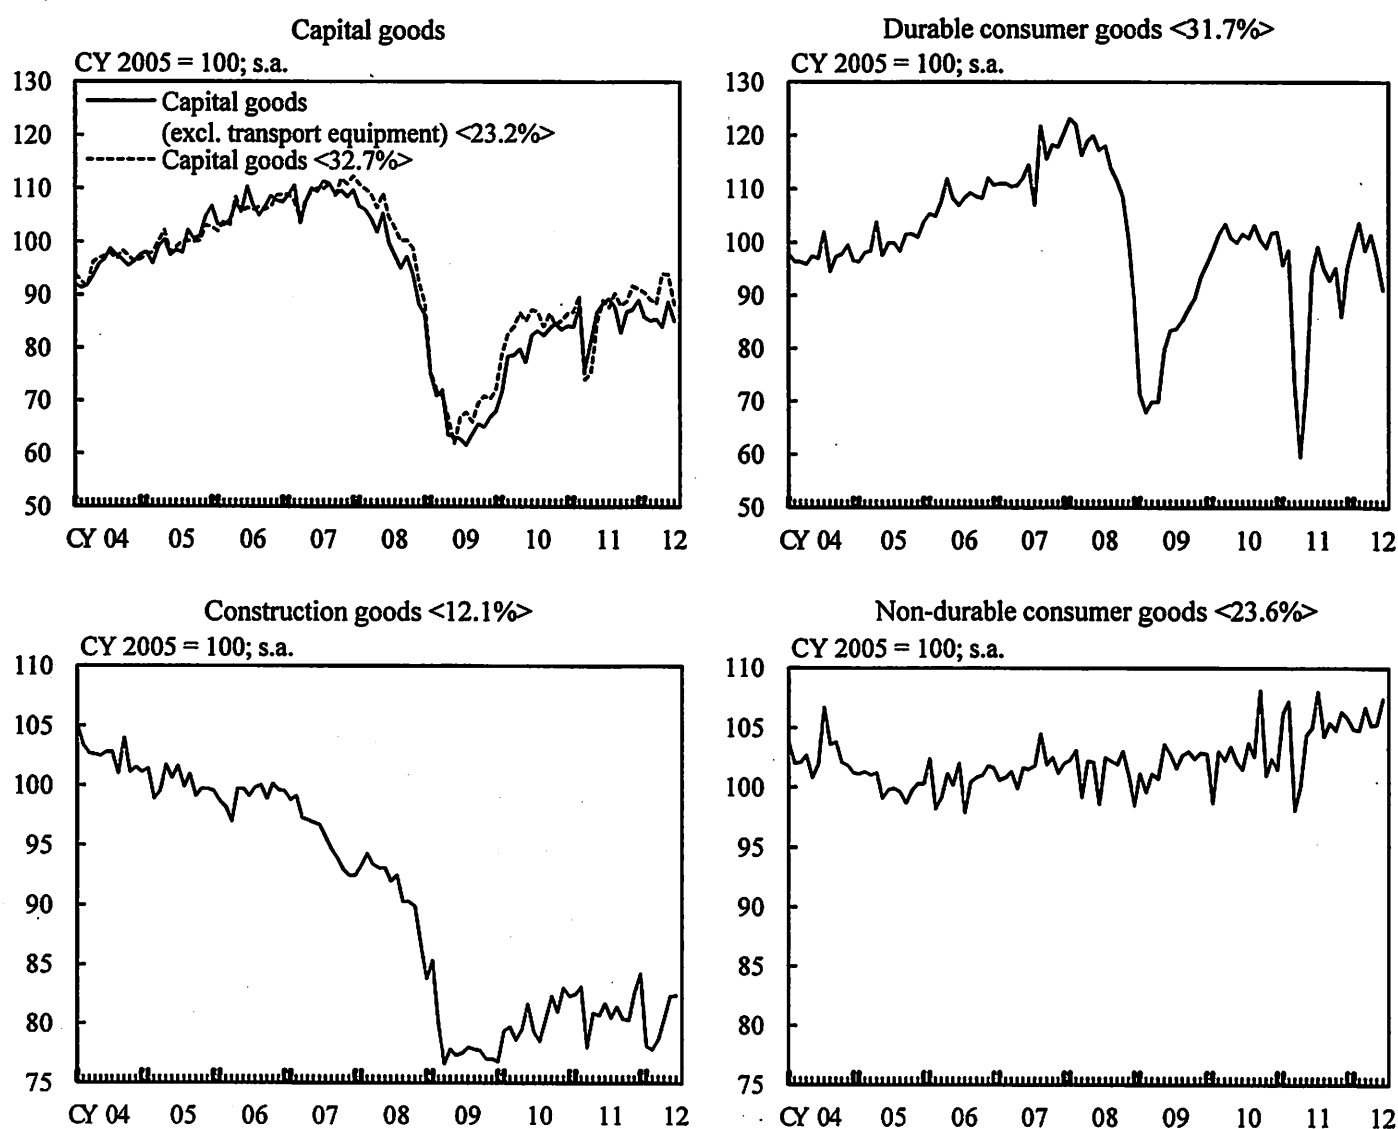 Capital goods
CY 2005 = 100; s.a.
130
120
110
100
90
80
70
60
50
Capital goods
(excl. transport equipment) <23.2%>
Capital goods <32.7%>
CY 04 05 06 07 08 09 10 11 12
Durable consumer goods <31.7%>
CY 2005 = 100; s.a.
130
120
110
100
90
80
70
60
50
CY 04 05 06 07 08 09 10 11 12
Construction goods <12.1%>
CY 2005 = 100; s.a.
110
105
100
95
90
85
80
75
CY 04 05 06 07 08 09 10 11 12
Non-durable consumer goods <23.6%>
CY 2005 = 100; s.a.
110
105
100
95
90
85
80
75
CY 04 05 06 07 08 09 10 11 12